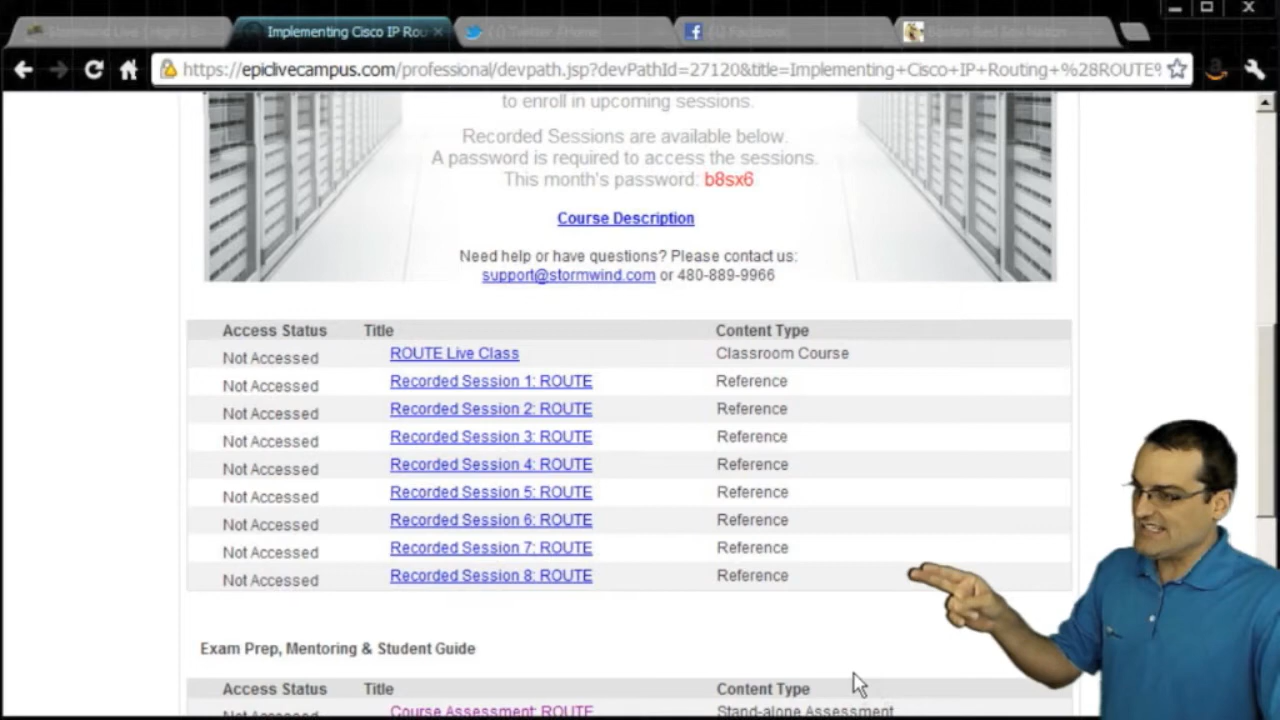 Implementing Cisco IP Rou
https://epiclivecampus.com/professional/devpath.jsp?devPathId=27120&title=Implementing+Cisco+IP+Routing+%28ROUTE%
to enroll in upcoming sessions.
Recorded Sessions are available below.
A password is required to access the sessions.
This month's password: b8sx6
Course Description
Need help or have questions? Please contact us:
support@stormwind.com or 480-889-9966
Access Status Title Content Type
Not Accessed ROUTE Live Class Classroom Course
Not Accessed Recorded Session 1: ROUTE Reference
Not Accessed Recorded Session 2: ROUTE Reference
Not Accessed Recorded Session 3: ROUTE Reference
Not Accessed Recorded Session 4: ROUTE Reference
Not Accessed Recorded Session 5: ROUTE Reference
Not Accessed Recorded Session 6: ROUTE Reference
Not Accessed Recorded Session 7: ROUTE Reference
Not Accessed Recorded Session 8: ROUTE Reference
Exam Prep, Mentoring & Student Guide
Access Status Title Content Type
Not Accessed Course Assessment: ROUTE Stand-alone Assessment